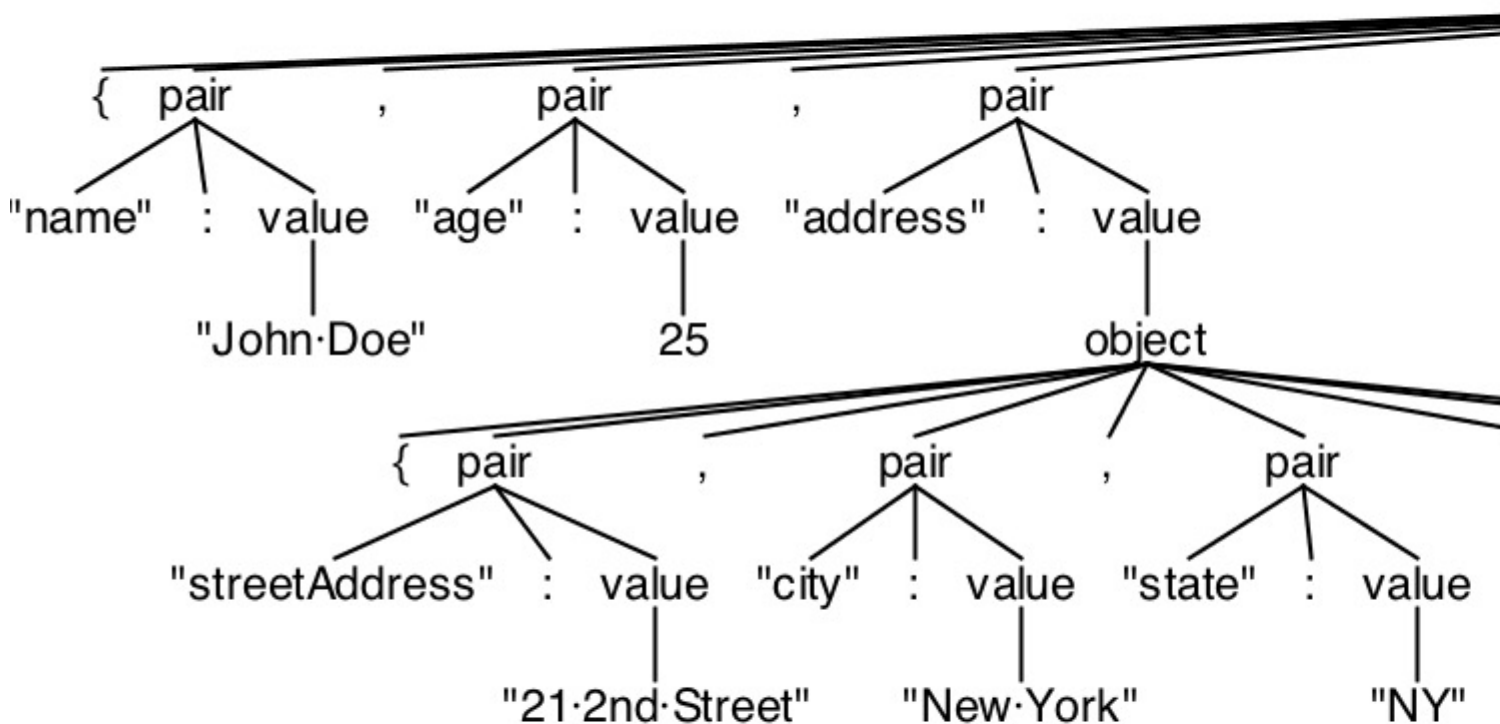 { pair , pair , pair
"name" : value "age" : value "address" : value
"John·Doe" 25 object
{ pair , pair , pair
"streetAddress" : value "city" : value "state" : value
"21·2nd·Street" "New·York" "NY"